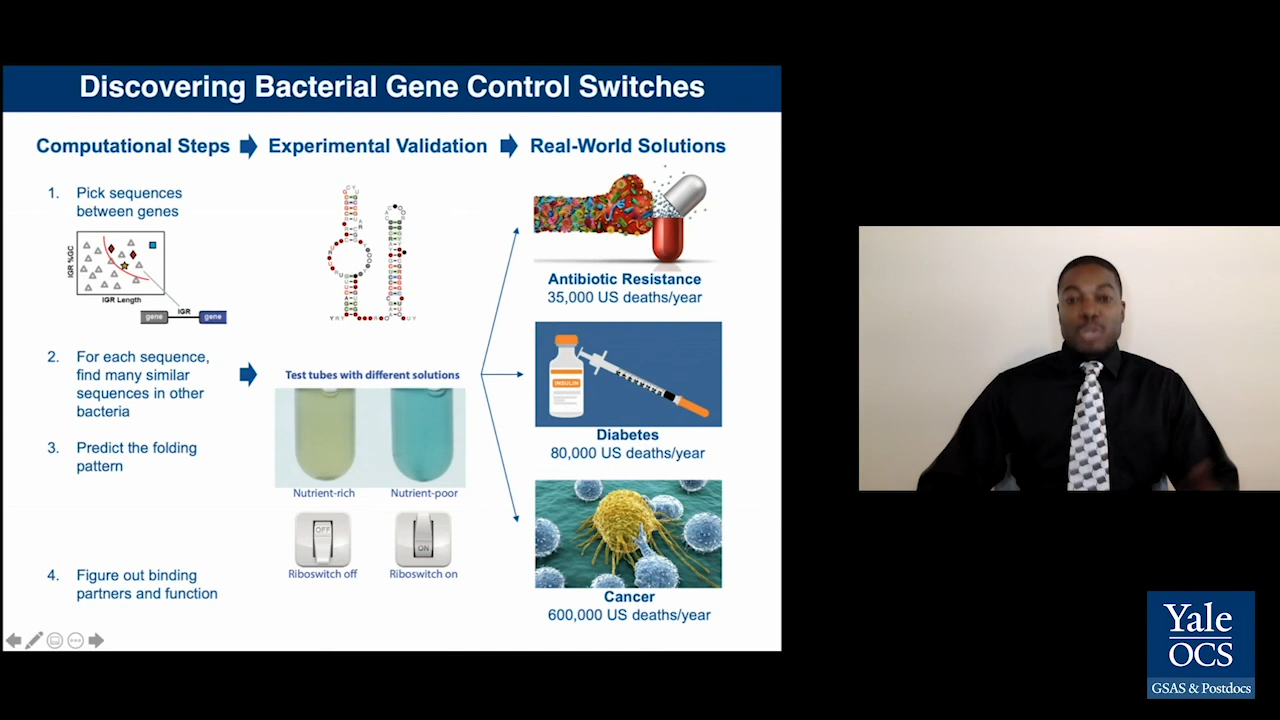 Discovering Bacterial Gene Control Switches
Computational Steps
Experimental Validation
Real-World Solutions
1. Pick sequences
between genes
IGR %GC
IGR Length
IGR
gene
gene
2. For each sequence,
find many similar
sequences in other
bacteria
3. Predict the folding
pattern
4. Figure out binding
partners and function
Test tubes with different solutions
Nutrient-rich
Nutrient-poor
OFF
ON
Riboswitch off
Riboswitch on
Antibiotic Resistance
35,000 US deaths/year
INSULIN
Diabetes
80,000 US deaths/year
Cancer
600,000 US deaths/year
Yale
OCS
GSAS & Postdocs